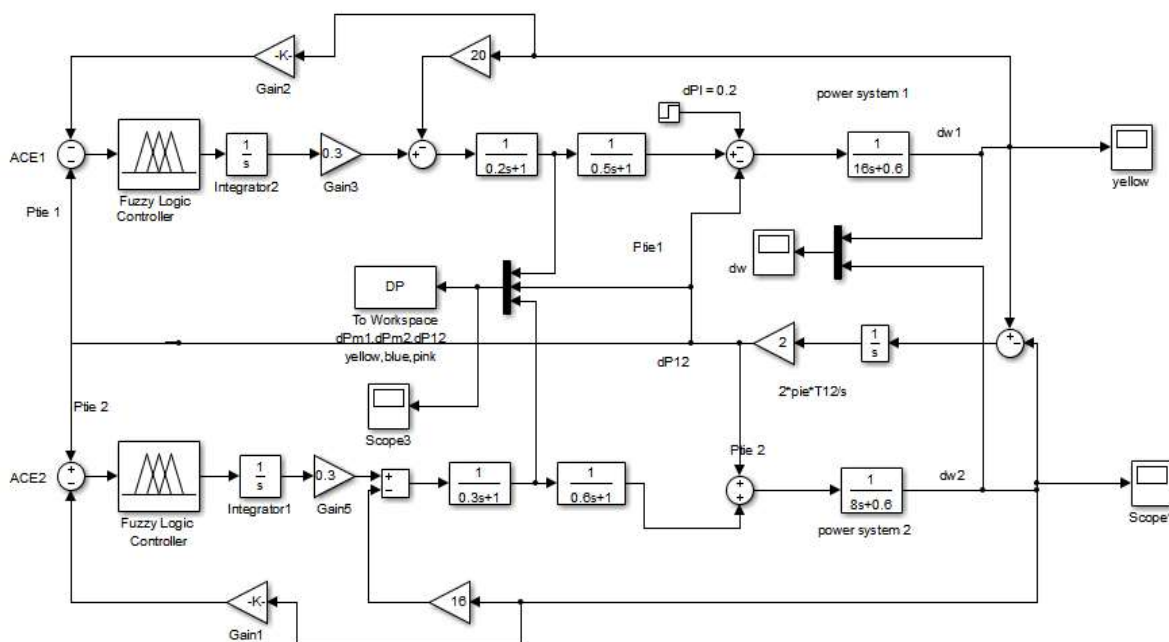 -K-
Gain2
20
dPl = 0.2
power system 1
ACE1
Fuzzy Logic
Controller
1
s
Integrator2
0.3
Gain3
1
0.2s+1
1
0.5s+1
1
16s+0.6
dw1
yellow
Ptie 1
Ptie1
dw
DP
To Workspace
dPm1,dPm2,dP12
yellow,blue,pink
dP12
2
1
s
2*pie*T12/s
Scope3
Ptie 2
Ptie 2
ACE2
Fuzzy Logic
Controller
1
s
Integrator1
0.3
Gain5
1
0.3s+1
1
0.6s+1
1
8s+0.6
dw2
power system 2
Scope
16
-K-
Gain1